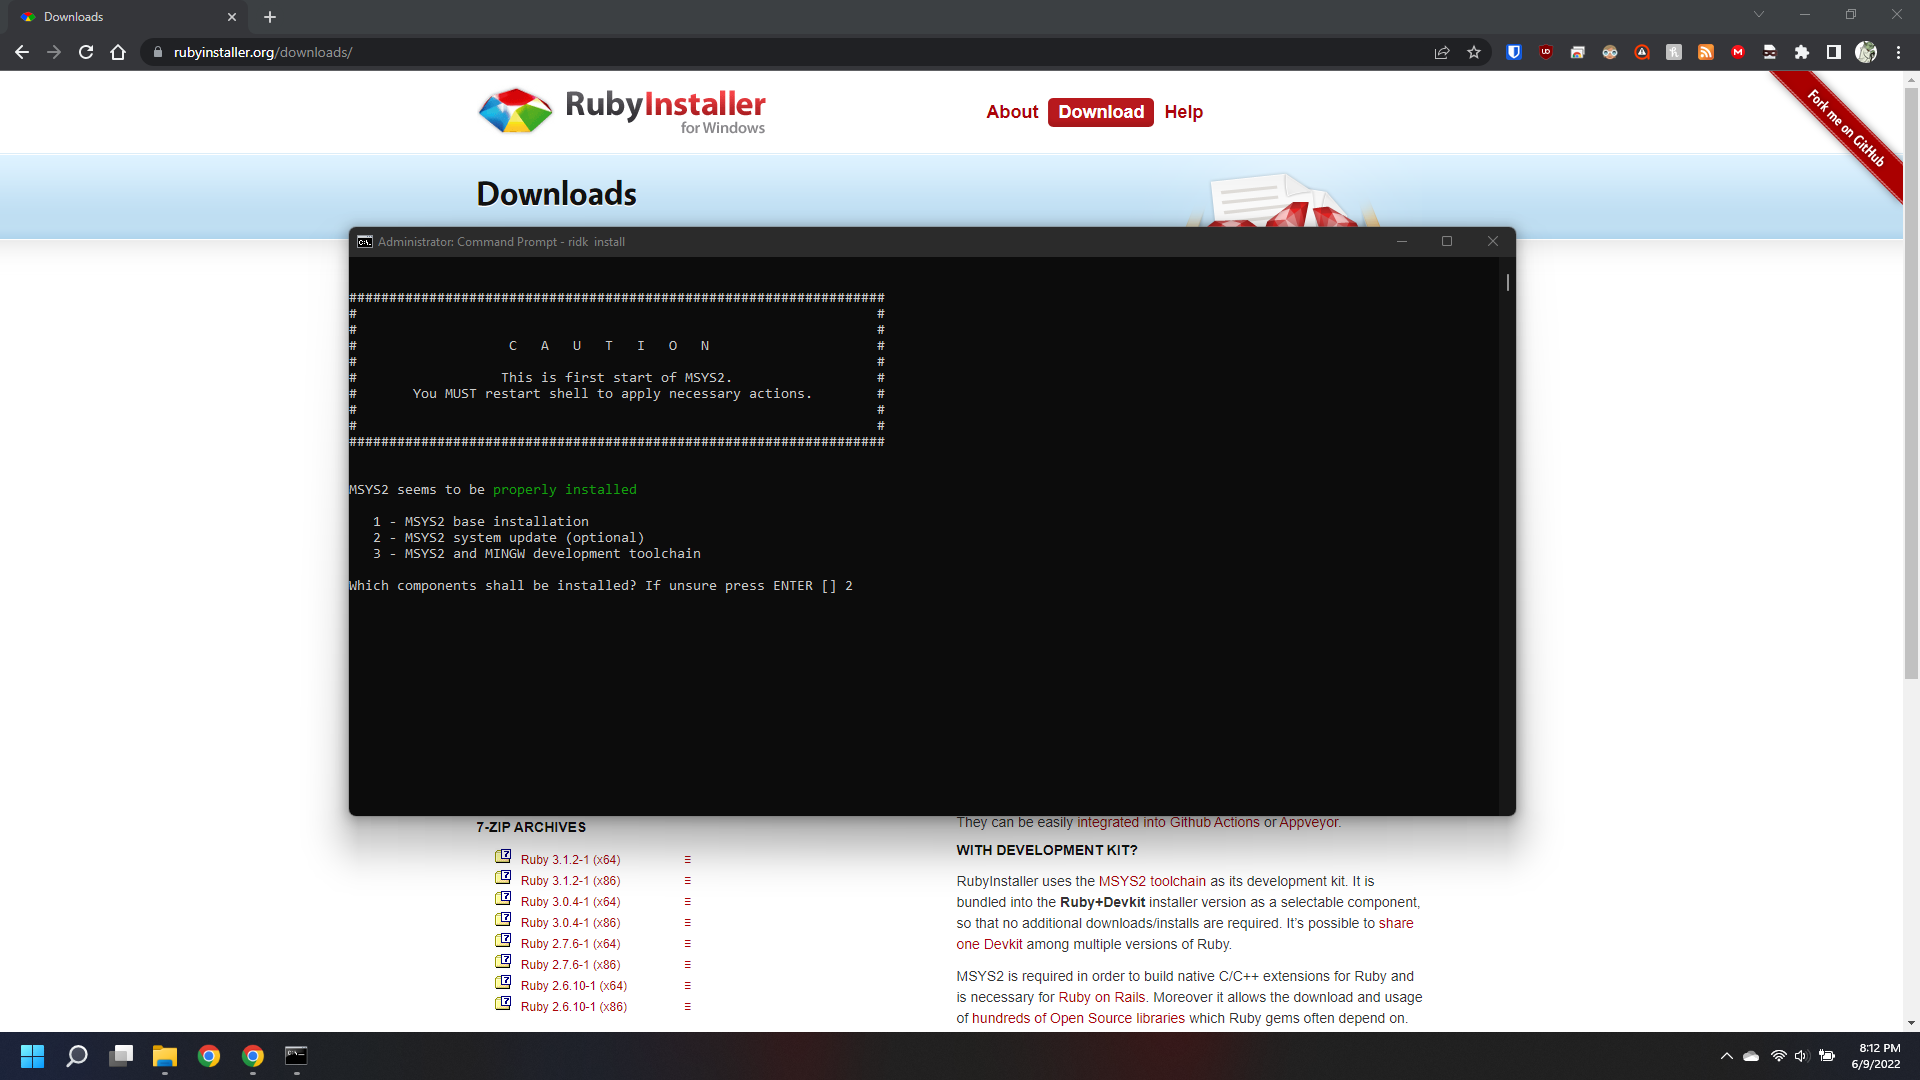 Downloads
rubyinstaller.org/downloads/
RubyInstaller
for Windows
About Download Help
Fork me on GitHub
Downloads
Administrator: Command Prompt - ridk  install
###################################################################
#                                                                 #
#                                                                 #
#                   C   A   U   T   I   O   N                     #
#                                                                 #
#                  This is first start of MSYS2.                  #
#       You MUST restart shell to apply necessary actions.        #
#                                                                 #
#                                                                 #
###################################################################
MSYS2 seems to be properly installed
1 - MSYS2 base installation
2 - MSYS2 system update (optional)
3 - MSYS2 and MINGW development toolchain
Which components shall be installed? If unsure press ENTER [] 2
7-ZIP ARCHIVES
Ruby 3.1.2-1 (x64)
Ruby 3.1.2-1 (x86)
Ruby 3.0.4-1 (x64)
Ruby 3.0.4-1 (x86)
Ruby 2.7.6-1 (x64)
Ruby 2.7.6-1 (x86)
Ruby 2.6.10-1 (x64)
Ruby 2.6.10-1 (x86)
They can be easily integrated into Github Actions or Appveyor.
WITH DEVELOPMENT KIT?
RubyInstaller uses the MSYS2 toolchain as its development kit. It is
bundled into the Ruby+Devkit installer version as a selectable component,
so that no additional downloads/installs are required. It's possible to share
one Devkit among multiple versions of Ruby.
MSYS2 is required in order to build native C/C++ extensions for Ruby and
is necessary for Ruby on Rails. Moreover it allows the download and usage
of hundreds of Open Source libraries which Ruby gems often depend on.
8:12 PM
6/9/2022